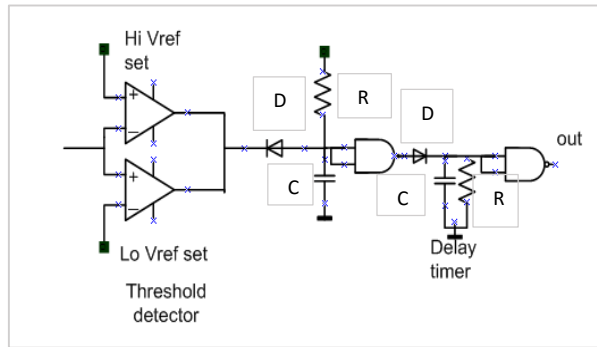 Hi Vref
set
D
R
D
out
C
C
R
Lo Vref set
Delay
timer
Threshold
detector